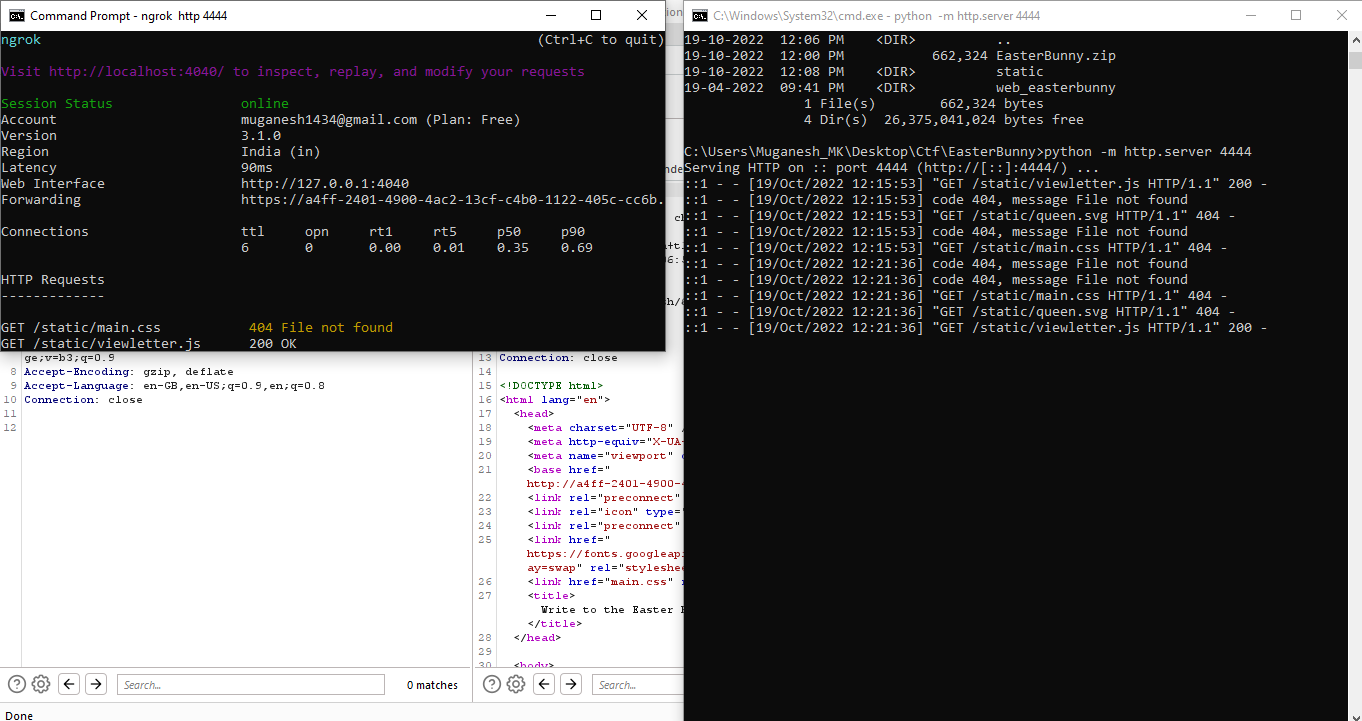 Command Prompt - ngrok http 4444
ngrok (Ctrl+C to quit)
Visit http://localhost:4040/ to inspect, replay, and modify your requests
Session Status online
Account muganesh1434@gmail.com (Plan: Free)
Version 3.1.0
Region India (in)
Latency 90ms
Web Interface http://127.0.0.1:4040
Forwarding https://a4ff-2401-4900-4ac2-13cf-c4b0-1122-405c-cc6b.
Connections ttl opn rt1 rt5 p50 p90
6 0 0.00 0.01 0.35 0.69
HTTP Requests
-------------
GET /static/main.css 404 File not found
GET /static/viewletter.js 200 OK
ge;v=b3;q=0.9
8 Accept-Encoding: gzip, deflate
9 Accept-Language: en-GB,en-US;q=0.9,en;q=0.8
10 Connection: close
11
12
0 matches
Search...
Done
13 Connection: close
14
15 <!DOCTYPE html>
16 <html lang="en">
17 <head>
18 <meta charset="UTF-8" /
19 <meta http-equiv="X-UA-
20 <meta name="viewport" c
21 <base href="
http://a4ff-2401-4900-4
22 <link rel="preconnect"
23 <link rel="icon" type="
24 <link rel="preconnect"
25 <link href="
https://fonts.googleapi
ay=swap" rel="styleshee
26 <link href="main.css" r
27 <title>
Write to the Easter B
</title>
28 </head>
29
30 <body>
Search...
C:\Windows\System32\cmd.exe - python -m http.server 4444
19-10-2022 12:06 PM <DIR> ..
19-10-2022 12:00 PM 662,324 EasterBunny.zip
19-10-2022 12:08 PM <DIR> static
19-04-2022 09:41 PM <DIR> web_easterbunny
1 File(s) 662,324 bytes
4 Dir(s) 26,375,041,024 bytes free
C:\Users\Muganesh_MK\Desktop\Ctf\EasterBunny>python -m http.server 4444
Serving HTTP on :: port 4444 (http://[::]:4444/) ...
::1 - - [19/Oct/2022 12:15:53] "GET /static/viewletter.js HTTP/1.1" 200 -
::1 - - [19/Oct/2022 12:15:53] code 404, message File not found
::1 - - [19/Oct/2022 12:15:53] "GET /static/queen.svg HTTP/1.1" 404 -
::1 - - [19/Oct/2022 12:15:53] code 404, message File not found
::1 - - [19/Oct/2022 12:15:53] "GET /static/main.css HTTP/1.1" 404 -
::1 - - [19/Oct/2022 12:21:36] code 404, message File not found
::1 - - [19/Oct/2022 12:21:36] code 404, message File not found
::1 - - [19/Oct/2022 12:21:36] "GET /static/main.css HTTP/1.1" 404 -
::1 - - [19/Oct/2022 12:21:36] "GET /static/queen.svg HTTP/1.1" 404 -
::1 - - [19/Oct/2022 12:21:36] "GET /static/viewletter.js HTTP/1.1" 200 -